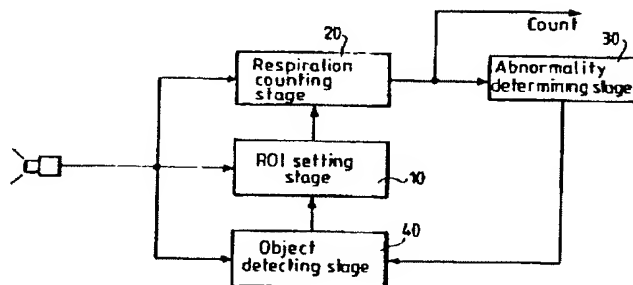 20
Respiration
counting
stage
Count
30
Abnormality
determining stage
ROI setting
stage
10
Object
detecting stage
40